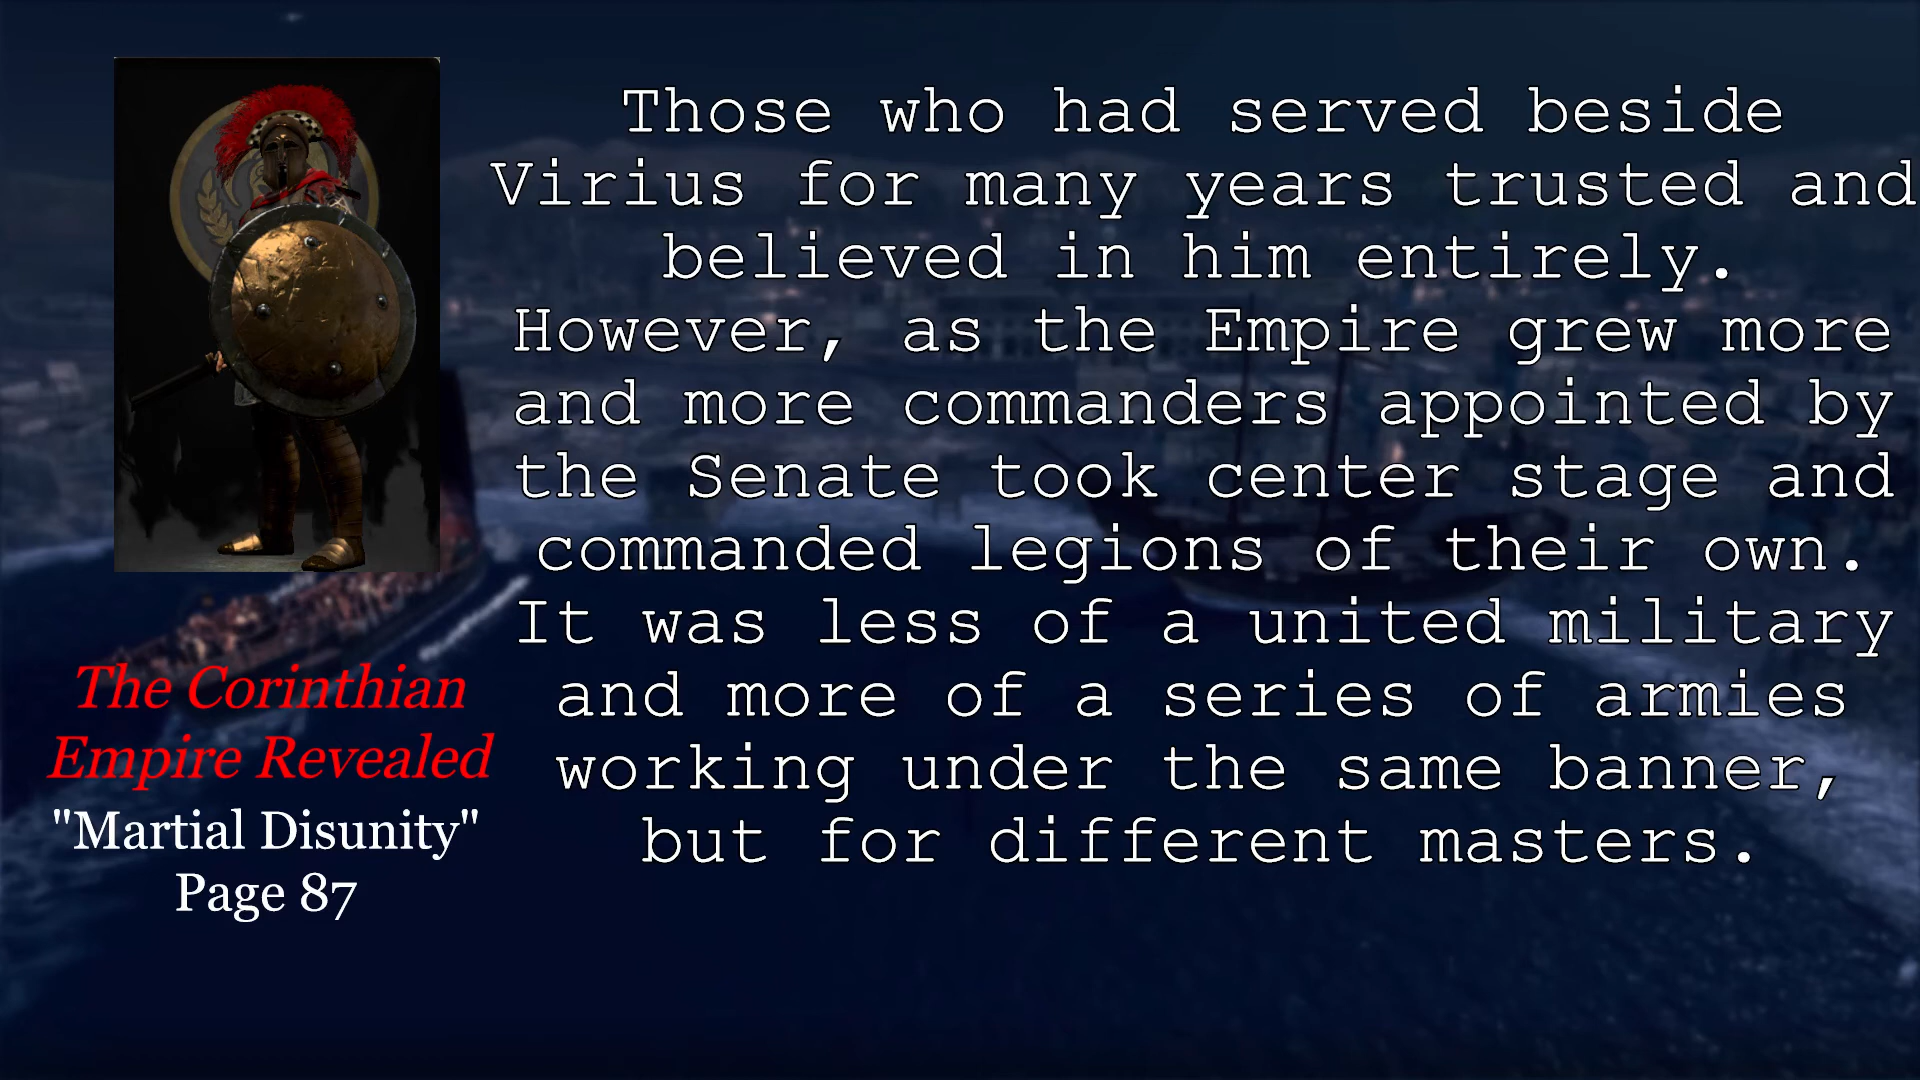 Those who had served beside
Virius for many years trusted and
believed in him entirely.
However, as the Empire grew more
and more commanders appointed by
the Senate took center stage and
commanded legions of their own.
It was less of a united military
and more of a series of armies
working under the same banner,
but for different masters.
The Corinthian
Empire Revealed
"Martial Disunity"
Page 87